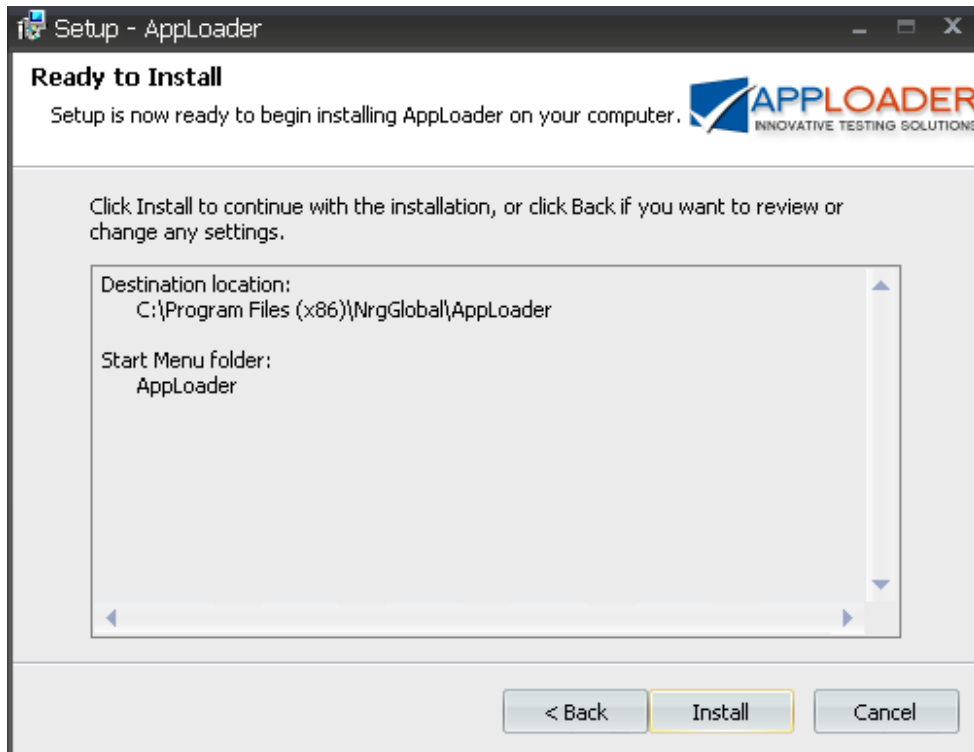 Setup - AppLoader
Ready to Install
Setup is now ready to begin installing AppLoader on your computer.
APPLOADER
INNOVATIVE TESTING SOLUTIONS
Click Install to continue with the installation, or click Back if you want to review or
change any settings.
Destination location:
C:\Program Files (x86)\NrgGlobal\AppLoader
Start Menu folder:
AppLoader
< Back
Install
Cancel